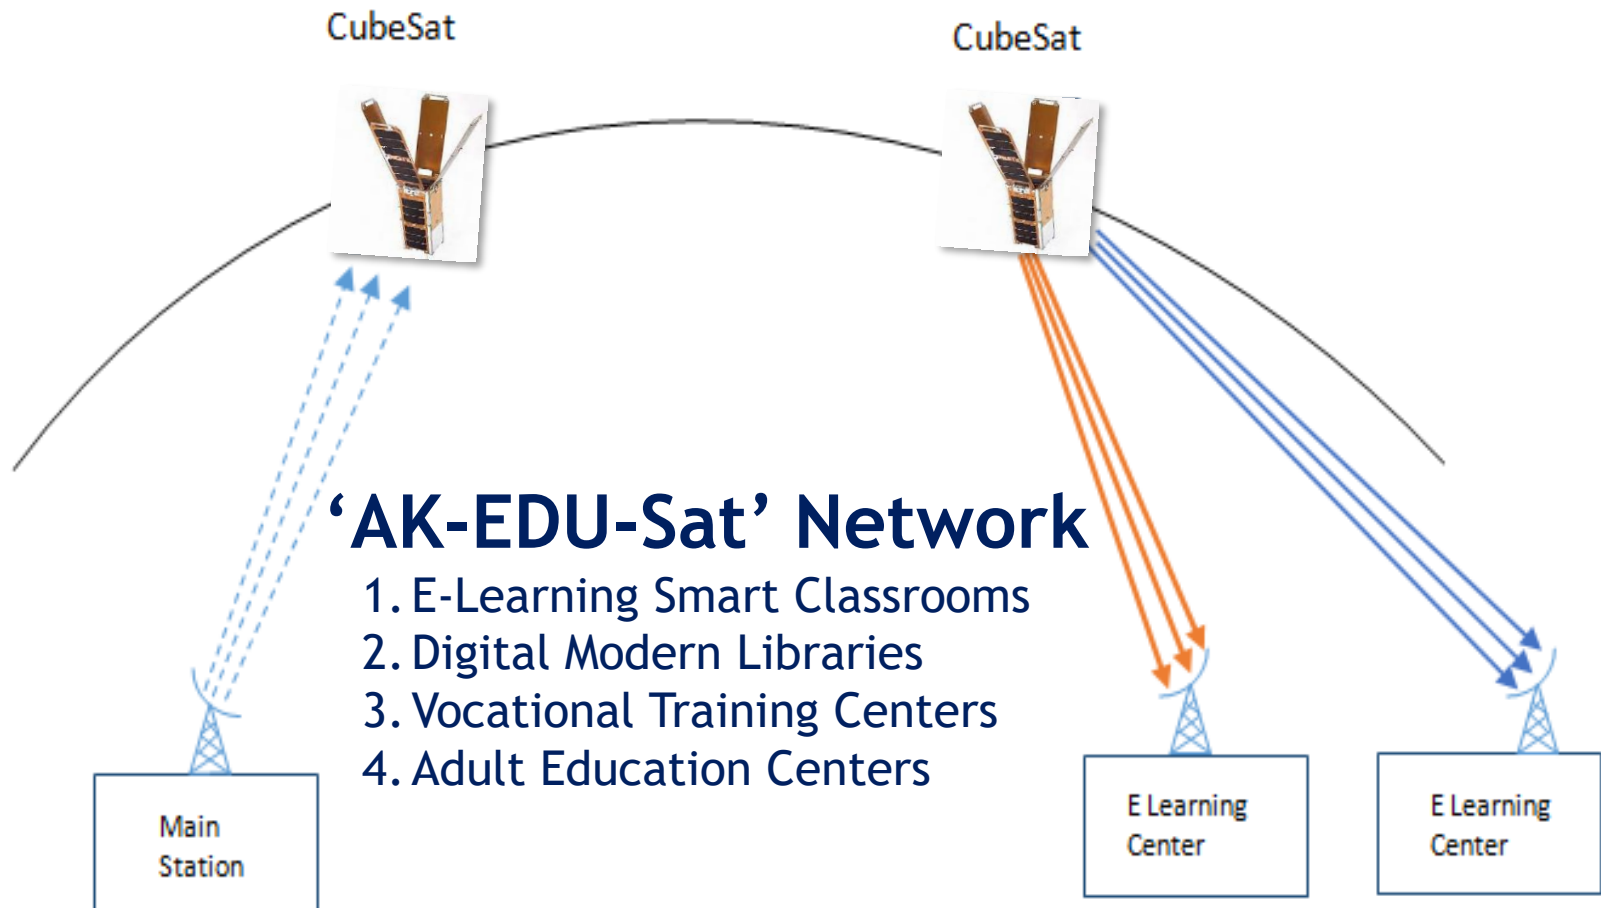 CubeSat
CubeSat
‘AK-EDU-Sat’ Network
1. E-Learning Smart Classrooms
2. Digital Modern Libraries
3. Vocational Training Centers
4. Adult Education Centers
Main
Station
E Learning
Center
E Learning
Center